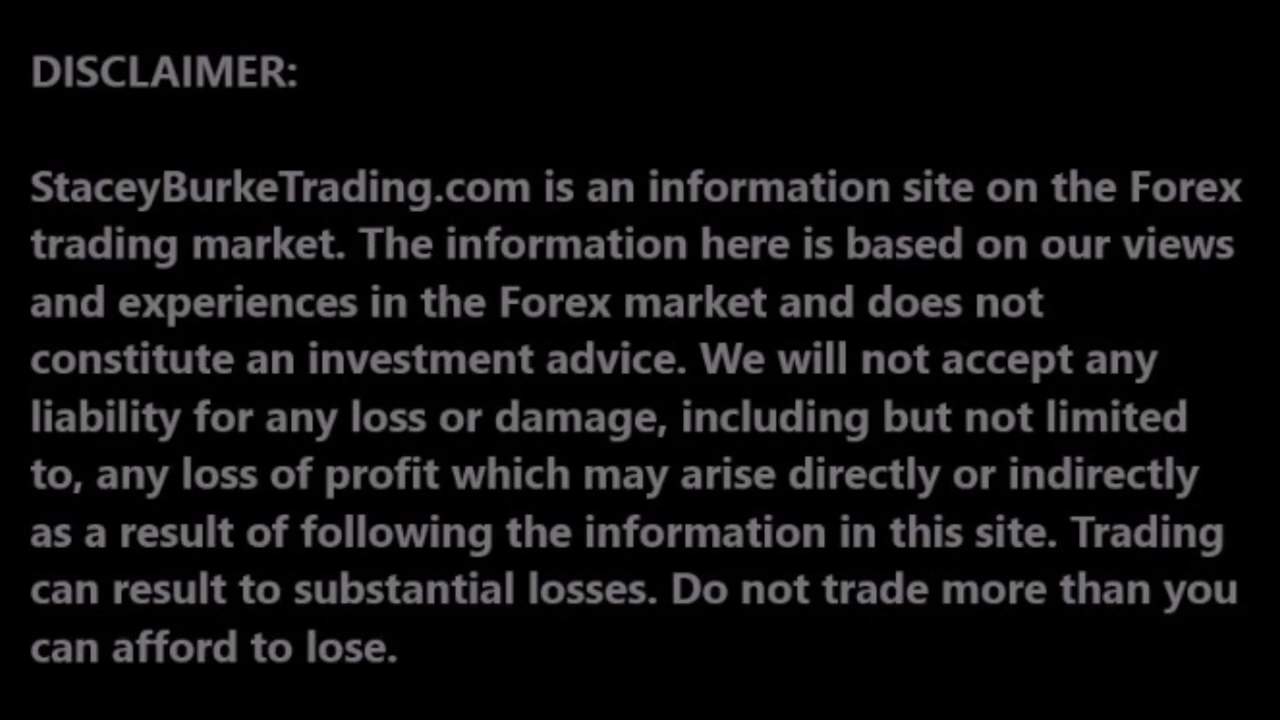 DISCLAIMER:
StaceyBurkeTrading.com is an information site on the Forex
trading market. The information here is based on our views
and experiences in the Forex market and does not
constitute an investment advice. We will not accept any
liability for any loss or damage, including but not limited
to, any loss of profit which may arise directly or indirectly
as a result of following the information in this site. Trading
can result to substantial losses. Do not trade more than you
can afford to lose.